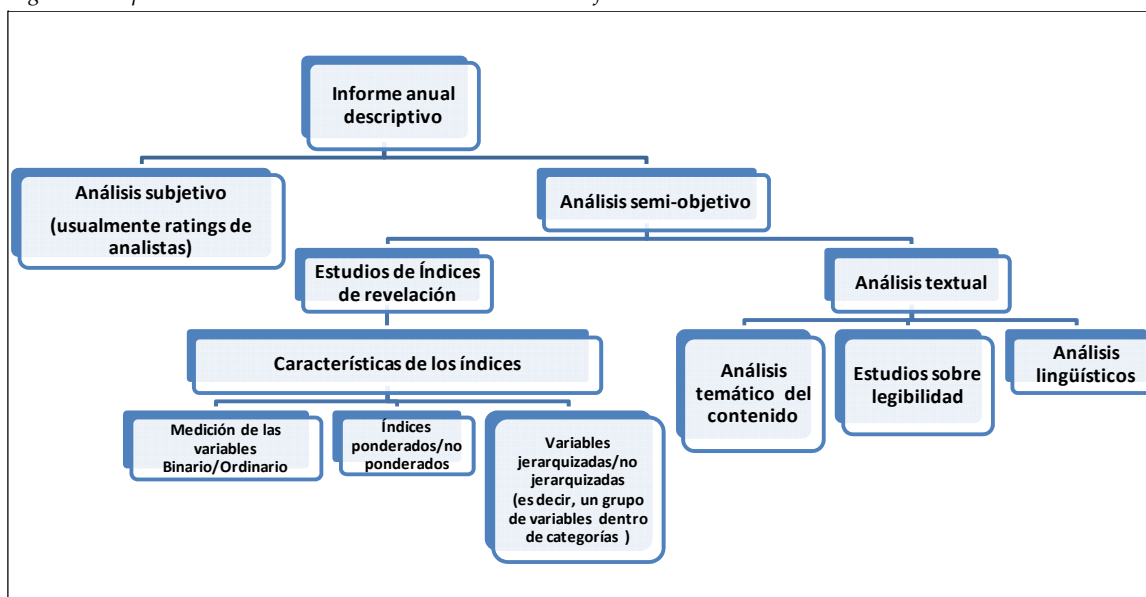 Informe anual
descriptivo
Análisis subjetivo
(usualmente ratings de
analistas)
Análisis semi-objetivo
Estudios de Índices
de revelación
Análisis textual
Características de los índices
Análisis
temático del
contenido
Estudios sobre
legibilidad
Análisis
lingüísticos
Medición de las
variables
Binario/Ordinario
Índices
ponderados/no
ponderados
Variables
jerarquizadas/no
jerarquizadas
(es decir, un grupo
de variables dentro
de categorías )